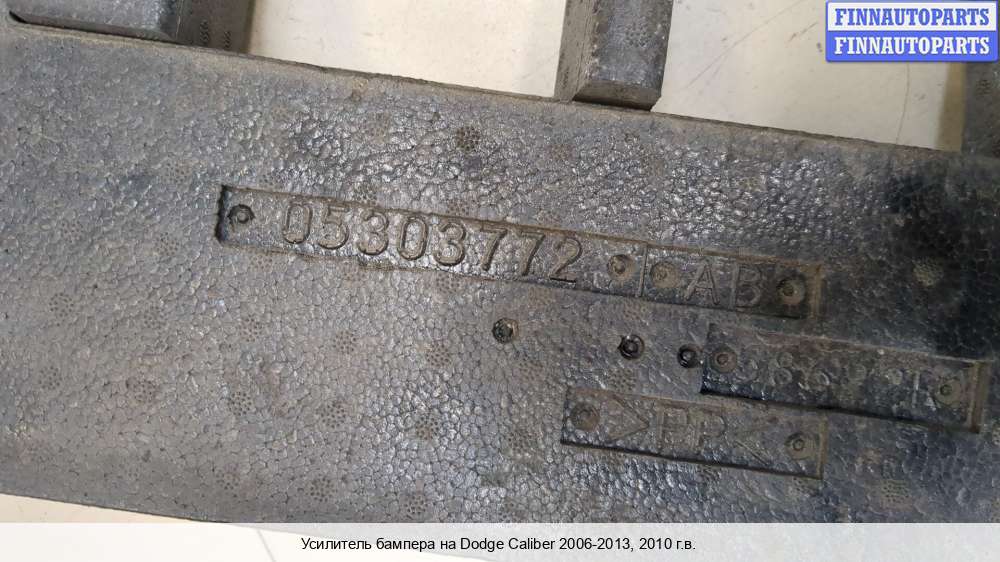 FINNAUTOPARTS
FINNAUTOPARTS
05303772 AB
>PP<
Усилитель бампера на Dodge Caliber 2006-2013, 2010 г.в.